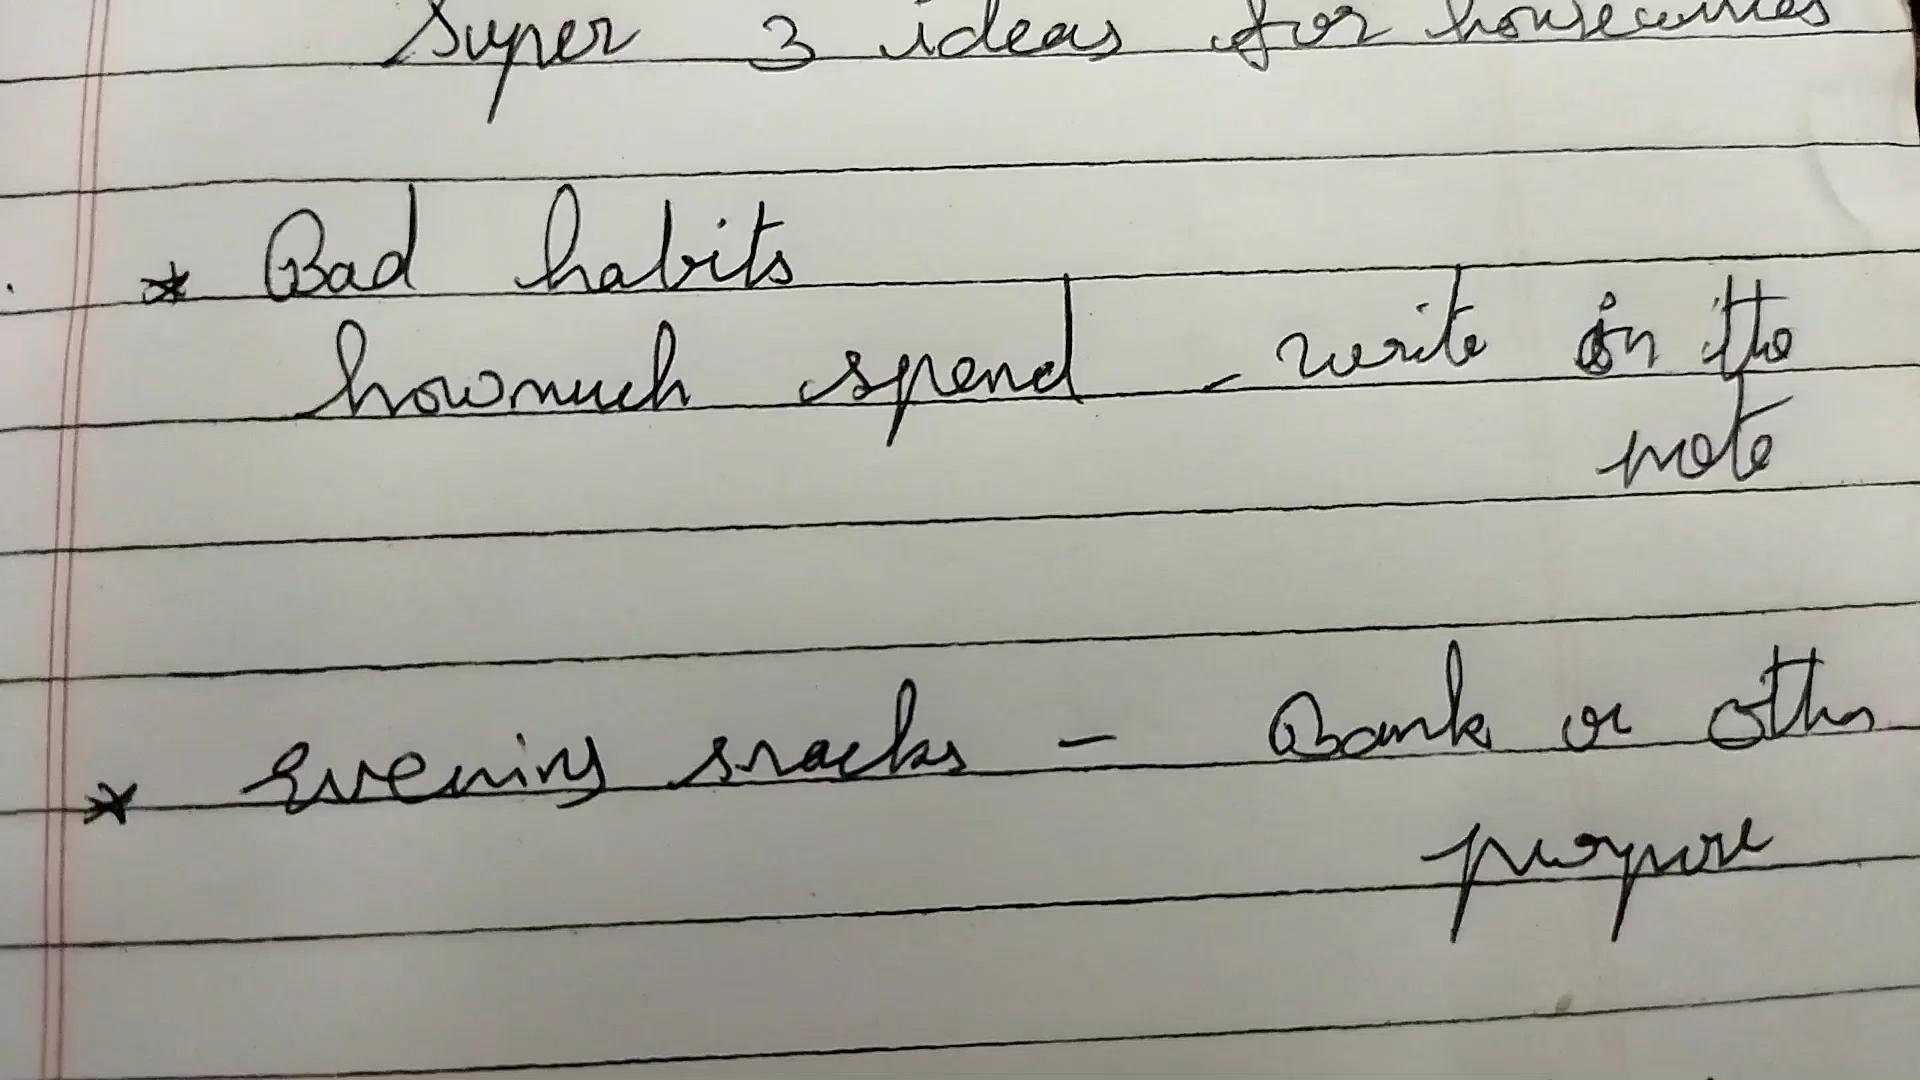 Super 3 ideas for housewives
* Bad habits
howmuch spend - write in the
note
* Evening snacks - Bank or other
purpose